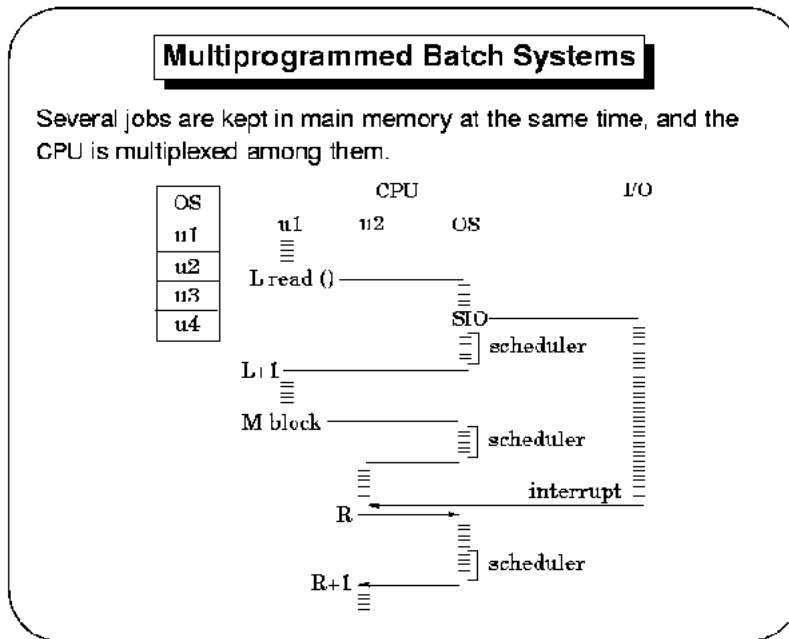 Multiprogrammed Batch Systems
Several jobs are kept in main memory at the same time, and the
CPU is multiplexed among them.
CPU I/O
OS
u1 u2 OS
u1
u2
u3
u4
L read ()
SIO
scheduler
L+1
M block
scheduler
interrupt
R
scheduler
R+1